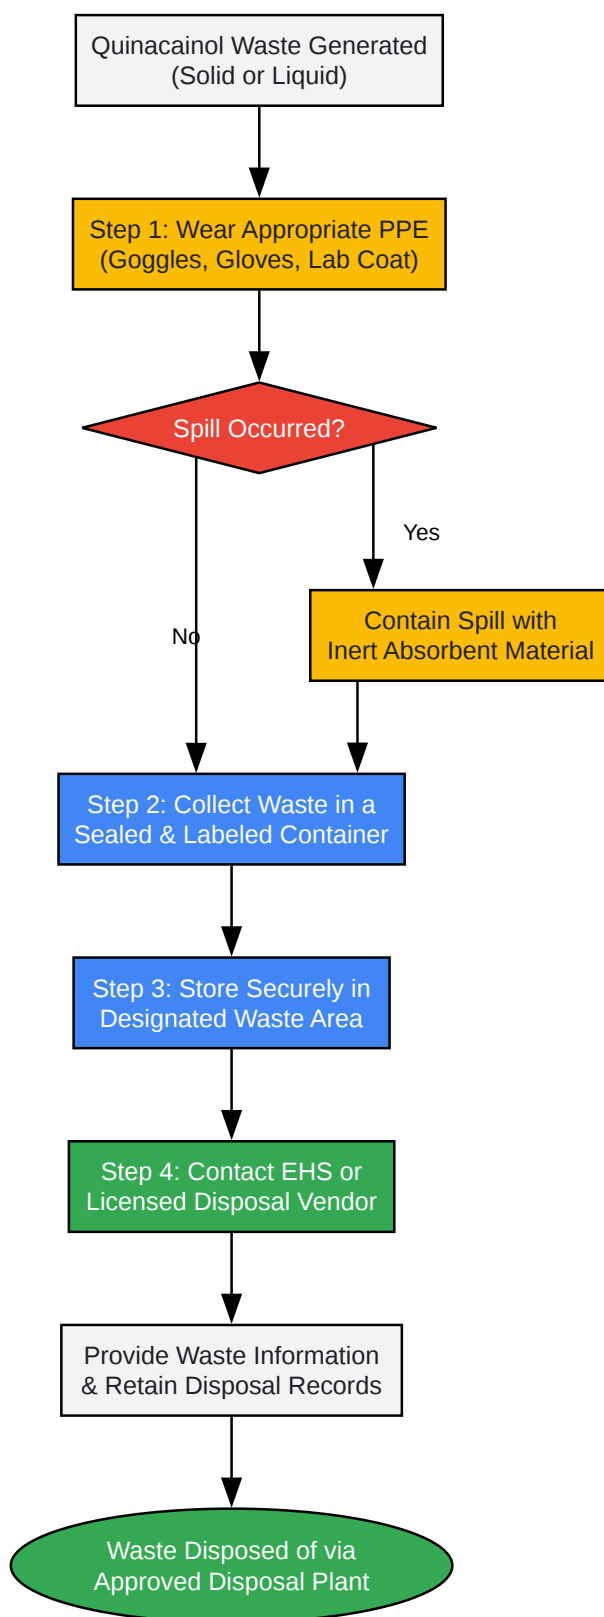 Quinacainol Waste Generated
(Solid or Liquid)
Step 1: Wear Appropriate PPE
(Goggles, Gloves, Lab Coat)
Spill Occurred?
Yes
Contain Spill with
Inert Absorbent Material
No
Step 2: Collect Waste in a
Sealed & Labeled Container
Step 3: Store Securely in
Designated Waste Area
Step 4: Contact EHS or
Licensed Disposal Vendor
Provide Waste Information
& Retain Disposal Records
Waste Disposed of via
Approved Disposal Plant